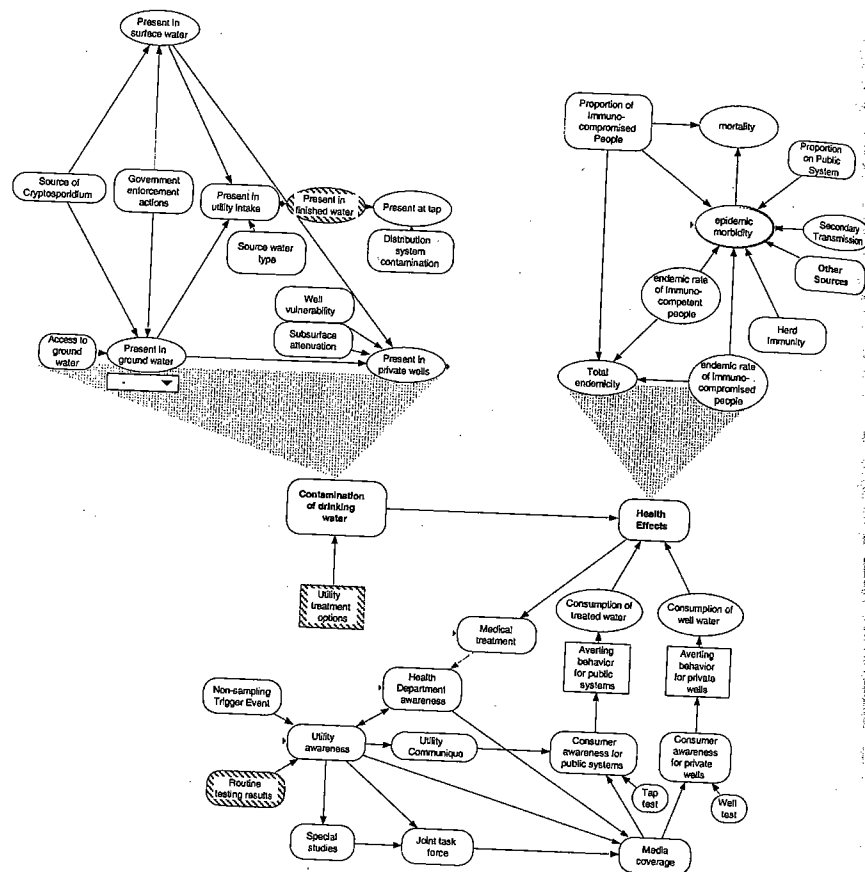 Present in
surface water
Proportion of
Immuno-
compromised
People
mortality
Proportion
on Public
System
Source of
Cryptosporidium
Government
enforcement
actions
Present in
utility intake
Present in
finished water
Present at tap
epidemic
morbidity
Secondary
Transmission
Source water
type
Distribution
system
contamination
Other
Sources
endemic rate
of Immuno-
competent
people
Well
vulnerability
Subsurface
attenuation
Herd
Immunity
Access to
ground
water
Present in
ground water
Present in
private wells
Total
endemicity
endemic rate
of Immuno-
compromised
people
Contamination
of drinking
water
Health
Effects
Utility
treatment
options
Consumption of
treated water
Consumption of
well water
Medical
treatment
Averting
behavior
for public
systems
Averting
behavior
for private
wells
Health
Department
awareness
Non-sampling
Trigger Event
Utility
awareness
Utility
Communique
Consumer
awareness for
public systems
Consumer
awareness for
private wells
Routine
testing results
Tap
test
Well
test
Special
studies
Joint task
force
Media
coverage